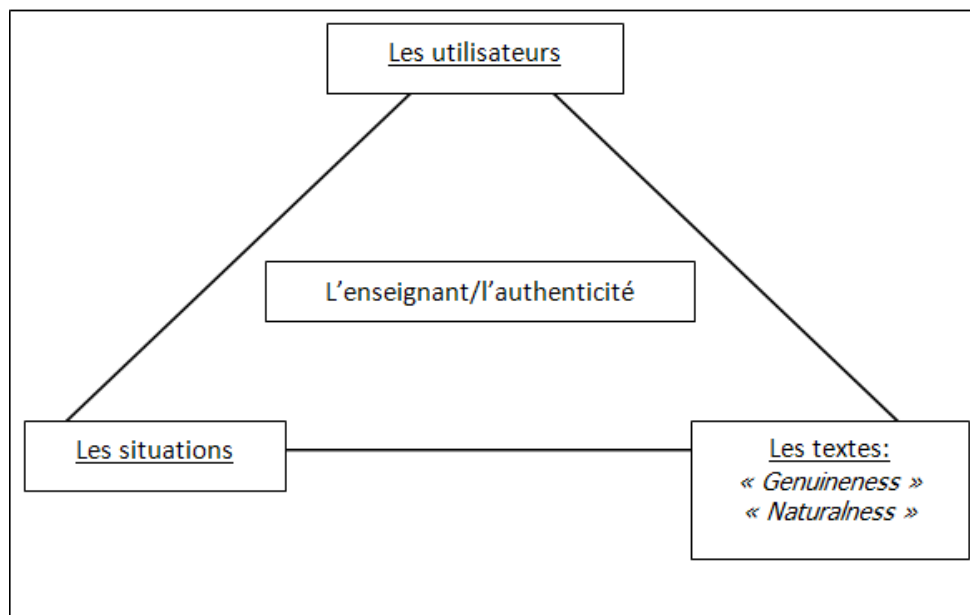 Les utilisateurs
L’enseignant/l’authenticité
Les situations
Les textes:
« Genuineness »
« Naturalness »